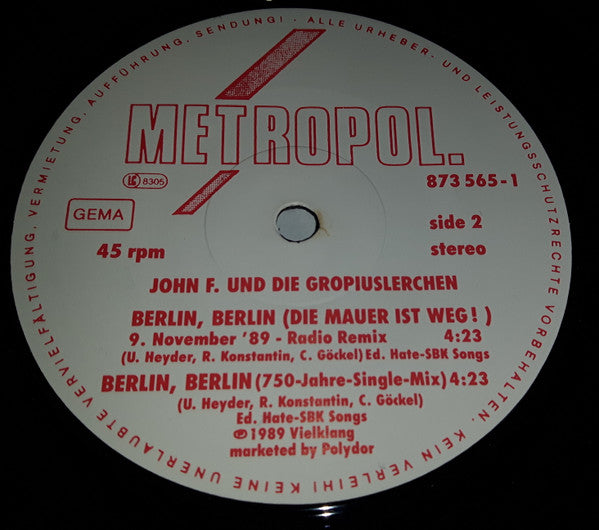 ALLE URHEBER- UND LEISTUNGSSCHUTZRECHTE VORBEHALTEN. KEIN VERLEIH! KEINE UNERLAUBTE VERVIELFÄLTIGUNG, VERMIETUNG, AUFFÜHRUNG, SENDUNG! -
METROPOL.
LC 8305
873 565-1
GEMA
side 2
45 rpm
stereo
JOHN F. UND DIE GROPIUSLERCHEN
BERLIN, BERLIN (DIE MAUER IST WEG! )
9. November '89 - Radio Remix 4:23
(U. Heyder, R. Konstantin, C. Göckel) Ed. Hate-SBK Songs
BERLIN, BERLIN (750-Jahre-Single-Mix) 4:23
(U. Heyder, R. Konstantin, C. Göckel)
Ed. Hate-SBK Songs
℗©1989 Vielklang
marketed by Polydor